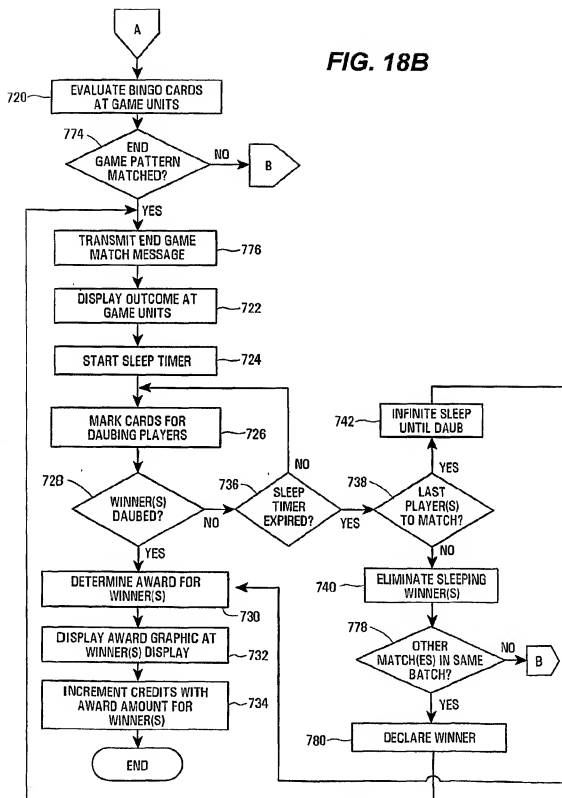 A
FIG. 18B
720
EVALUATE BINGO CARDS
AT GAME UNITS
774
END
GAME PATTERN
MATCHED?
NO
B
YES
TRANSMIT END GAME
MATCH MESSAGE
776
DISPLAY OUTCOME AT
GAME UNITS
722
START SLEEP TIMER
724
MARK CARDS FOR
DAUBING PLAYERS
726
742
INFINITE SLEEP
UNTIL DAUB
728
WINNER(S)
DAUBED?
NO
736
NO
SLEEP
TIMER
EXPIRED?
YES
738
YES
LAST
PLAYER(S)
TO MATCH?
NO
YES
DETERMINE AWARD FOR
WINNER(S)
730
740
ELIMINATE SLEEPING
WINNER(S)
DISPLAY AWARD GRAPHIC AT
WINNER(S) DISPLAY
732
778
OTHER
MATCH(ES) IN SAME
BATCH?
NO
B
INCREMENT CREDITS WITH
AWARD AMOUNT FOR
WINNER(S)
734
YES
780
DECLARE WINNER
END